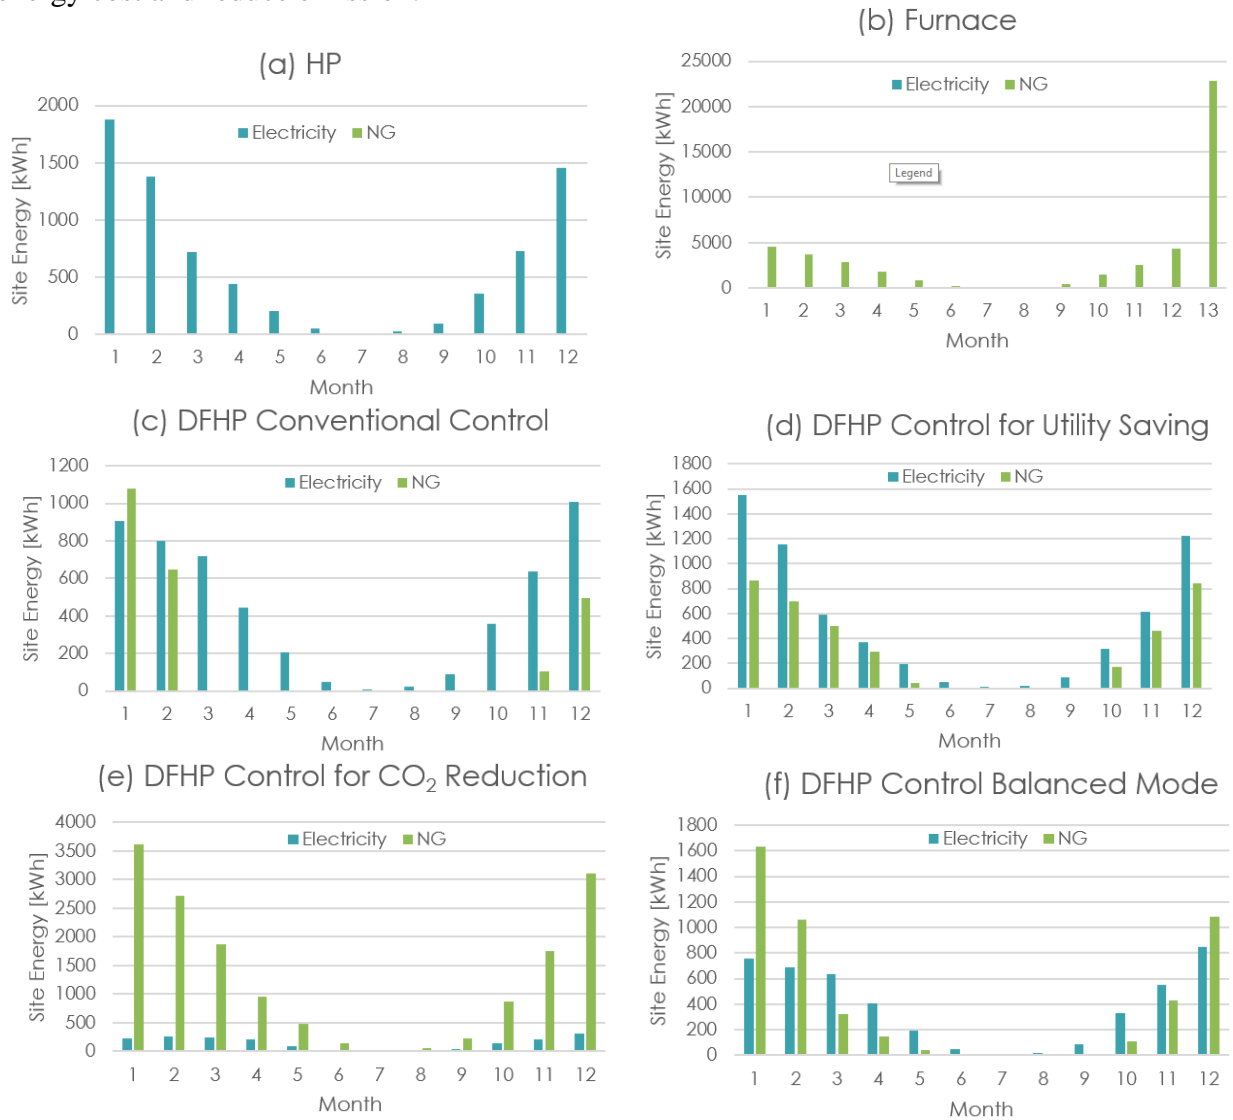 (a) HP
Site Energy [kWh]
2000
1500
1000
500
0
Electricity NG
1 2 3 4 5 6 7 8 9 10 11 12
Month
(b) Furnace
Site Energy [kWh]
25000
20000
15000
10000
5000
0
Electricity NG
Legend
1 2 3 4 5 6 7 8 9 10 11 12 13
Month
(c) DFHP Conventional Control
Site Energy [kWh]
1200
1000
800
600
400
200
0
Electricity NG
1 2 3 4 5 6 7 8 9 10 11 12
Month
(d) DFHP Control for Utility Saving
Site Energy [kWh]
1800
1600
1400
1200
1000
800
600
400
200
0
Electricity NG
1 2 3 4 5 6 7 8 9 10 11 12
Month
(e) DFHP Control for CO₂ Reduction
Site Energy [kWh]
4000
3500
3000
2500
2000
1500
1000
500
0
Electricity NG
1 2 3 4 5 6 7 8 9 10 11 12
Month
(f) DFHP Control Balanced Mode
Site Energy [kWh]
1800
1600
1400
1200
1000
800
600
400
200
0
Electricity NG
1 2 3 4 5 6 7 8 9 10 11 12
Month